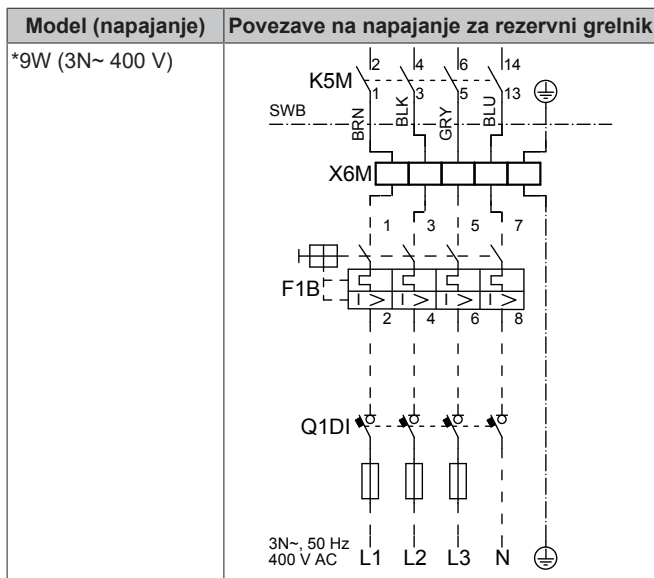 Model (napajanje) Povezave na napajanje za rezervni grelnik
*9W (3N~ 400 V)
2 4 6 14
K5M
1 3 5 13
SWB
BRN BLK GRY BLU
X6M
1 3 5 7
F1B
I > I > I > I >
2 4 6 8
Q1DI
3N~, 50 Hz
400 V AC L1 L2 L3 N